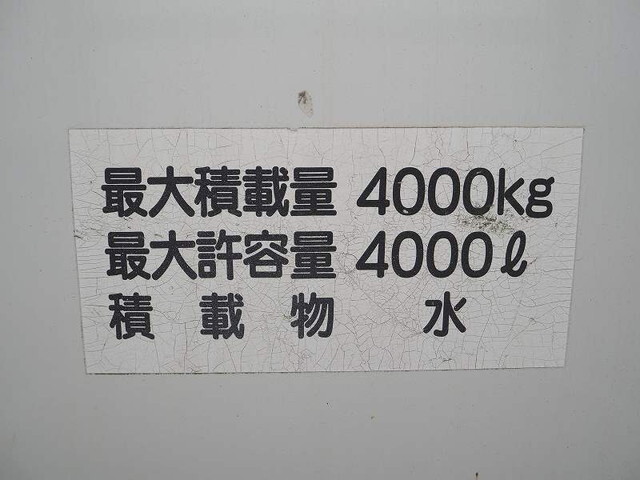 最大積載量 4000kg
最大許容量 4000ℓ
積載物 水